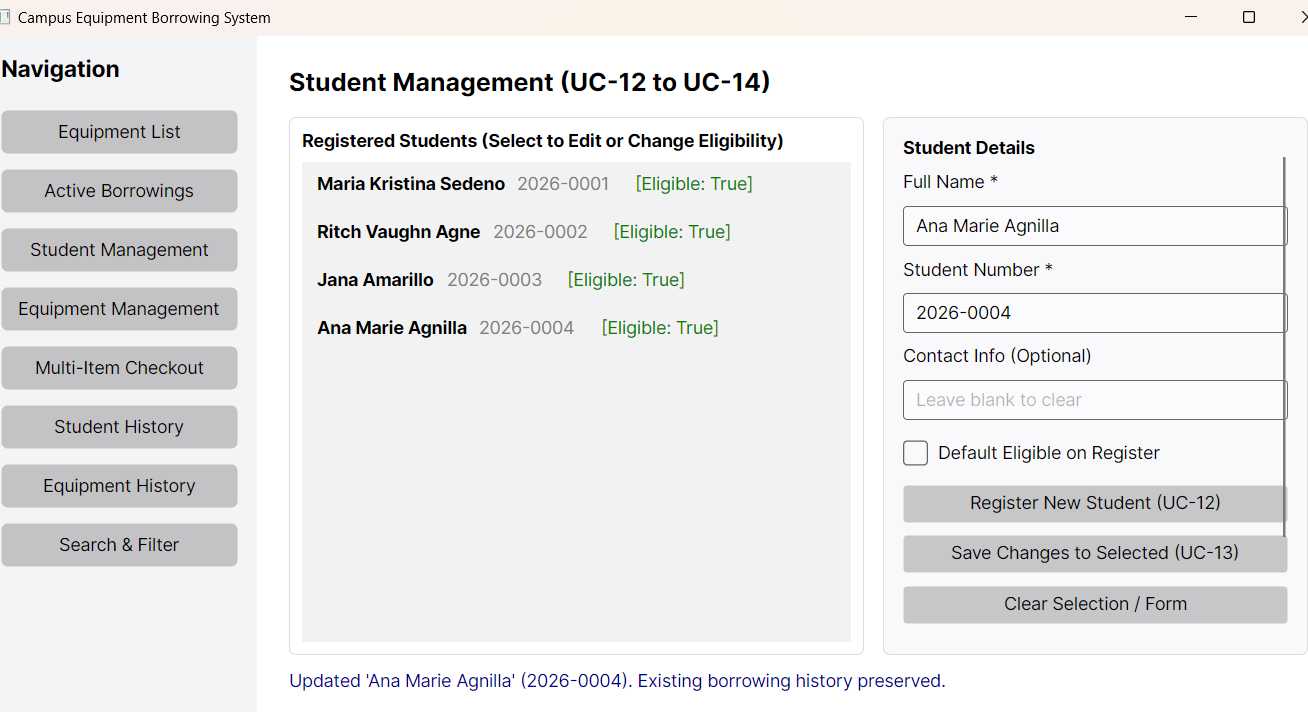 Campus Equipment Borrowing System
Navigation
Equipment List
Active Borrowings
Student Management
Equipment Management
Multi-Item Checkout
Student History
Equipment History
Search & Filter
Student Management (UC-12 to UC-14)
Registered Students (Select to Edit or Change Eligibility)
Maria Kristina Sedeno 2026-0001 [Eligible: True]
Ritch Vaughn Agne 2026-0002 [Eligible: True]
Jana Amarillo 2026-0003 [Eligible: True]
Ana Marie Agnilla 2026-0004 [Eligible: True]
Student Details
Full Name *
Ana Marie Agnilla
Student Number *
2026-0004
Contact Info (Optional)
Leave blank to clear
Default Eligible on Register
Register New Student (UC-12)
Save Changes to Selected (UC-13)
Clear Selection / Form
Updated 'Ana Marie Agnilla' (2026-0004). Existing borrowing history preserved.